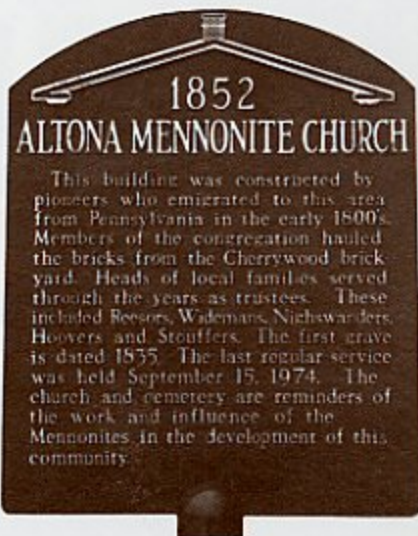 1852
ALTONA MENNONITE CHURCH
This building was constructed by
pioneers who emigrated to this area
from Pennsylvania in the early 1800's.
Members of the congregation hauled
the bricks from the Cherrywood brick
yard. Heads of local families served
through the years as trustees. These
included Reesors, Widemans, Nighswanders,
Hoovers and Stouffers. The first grave
is dated 1835. The last regular service
was held September 15, 1974. The
church and cemetery are reminders of
the work and influence of the
Mennonites in the development of this
community.